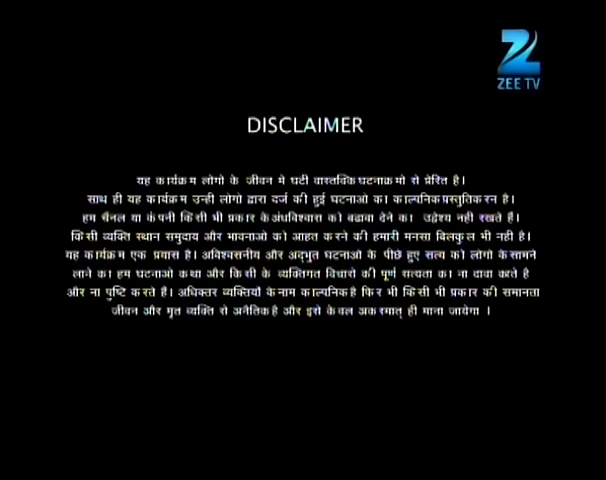 ZEE TV
DISCLAIMER
यह कार्यक्रम लोगो के जीवन मे घटी वास्तविक घटनाक्रमो से प्रेरित है।
साथ ही यह कार्यक्रम उन्ही लोगो द्वारा दर्ज की हुई घटनाओ का काल्पनिक प्रस्तुतिकरन है।
हम चैनल या कंपनी किसी भी प्रकार के अंधविश्वास को बढावा देने का उद्देश्य नही रखते हैं।
किसी व्यक्ति स्थान समुदाय और भावनाओ को आहत करने की हमारी मनसा बिलकुल भी नही है।
यह कार्यक्रम एक प्रयास है। अविश्वसनीय और अद्भुत घटनाओ के पीछे हुए सत्य को लोगो के सामने
लाने का। हम घटनाओ कथा और किसी के व्यक्तिगत विचारो की पूर्ण सत्यता का ना दावा करते है
और ना पुष्टि करते है। अधिकतर व्यक्तियों के नाम काल्पनिक है फिर भी किसी भी प्रकार की समानता
जीवन और मृत व्यक्ति से अनैतिक है और इसे केवल अकस्मात् ही माना जायेगा ।